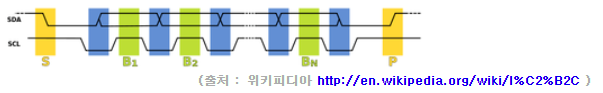 SDA
SCL
S B1 B2 BN P
(출처 : 위키피디아 http://en.wikipedia.org/wiki/I%C2%B2C )